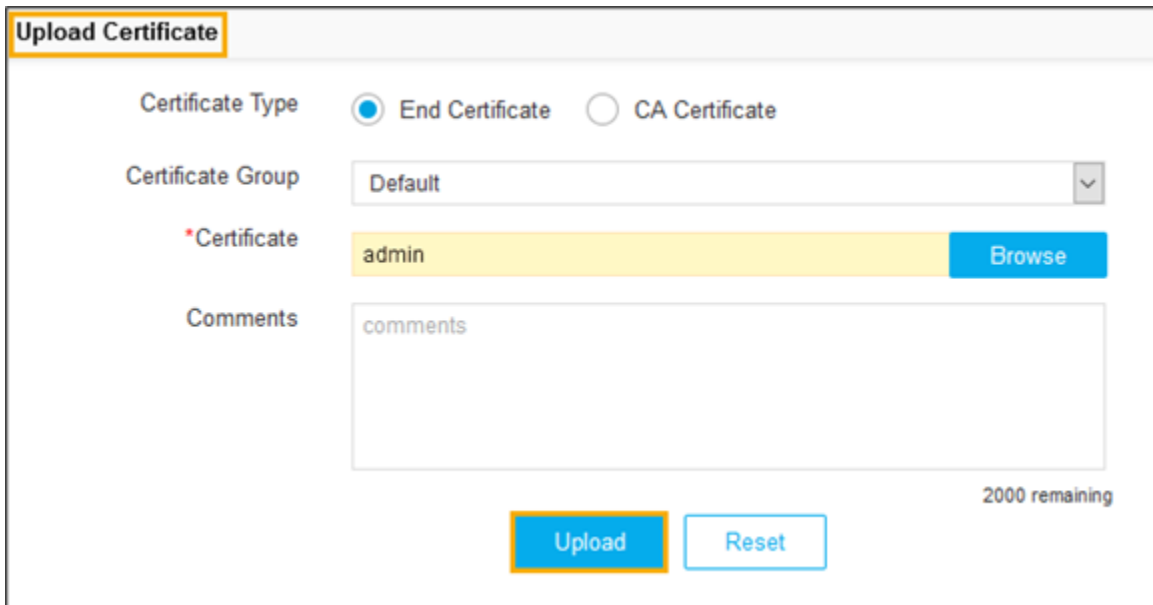 Upload Certificate
Certificate Type End Certificate CA Certificate
Certificate Group Default
*Certificate admin Browse
Comments comments
2000 remaining
Upload Reset